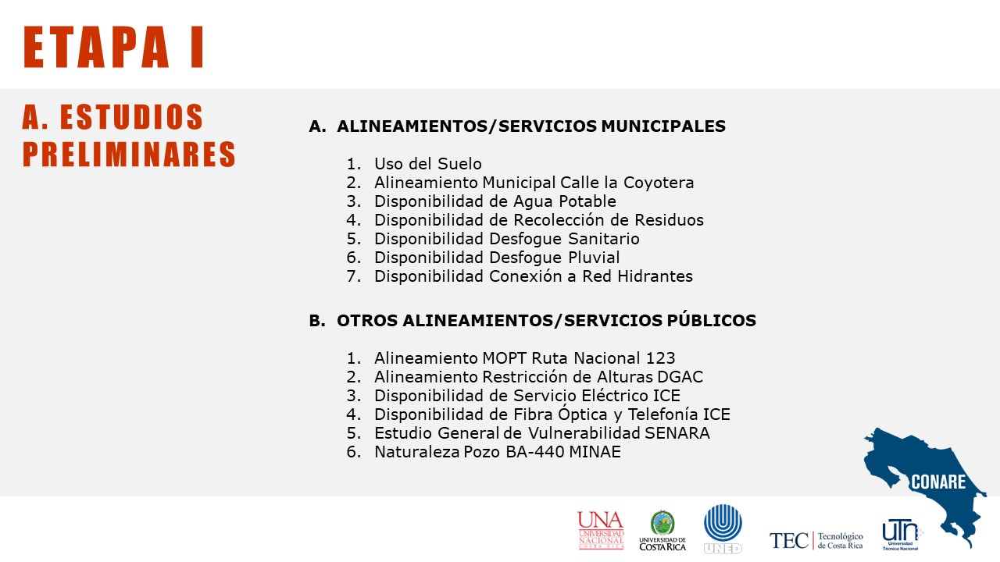 ETAPA I
A. ESTUDIOS
PRELIMINARES
A. ALINEAMIENTOS/SERVICIOS MUNICIPALES
1. Uso del Suelo
2. Alineamiento Municipal Calle la Coyotera
3. Disponibilidad de Agua Potable
4. Disponibilidad de Recolección de Residuos
5. Disponibilidad Desfogue Sanitario
6. Disponibilidad Desfogue Pluvial
7. Disponibilidad Conexión a Red Hidrantes
B. OTROS ALINEAMIENTOS/SERVICIOS PÚBLICOS
1. Alineamiento MOPT Ruta Nacional 123
2. Alineamiento Restricción de Alturas DGAC
3. Disponibilidad de Servicio Eléctrico ICE
4. Disponibilidad de Fibra Óptica y Telefonía ICE
5. Estudio General de Vulnerabilidad SENARA
6. Naturaleza Pozo BA-440 MINAE
CONARE
UNA
UNIVERSIDAD
NACIONAL
COSTA RICA
UNIVERSIDAD DE
COSTA RICA
UNED
TEC | Tecnológico
de Costa Rica
UTN
Universidad
Técnica Nacional